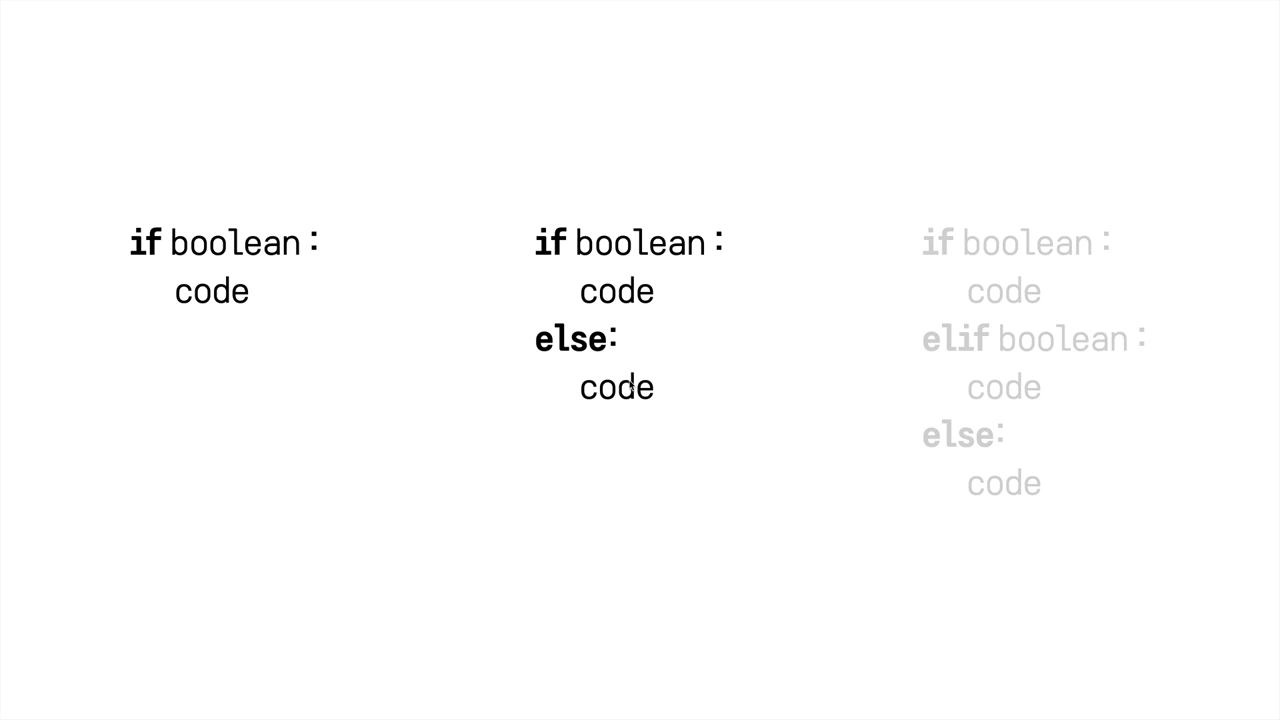 if boolean :
code
if boolean :
code
else:
code
if boolean :
code
elif boolean :
code
else:
code